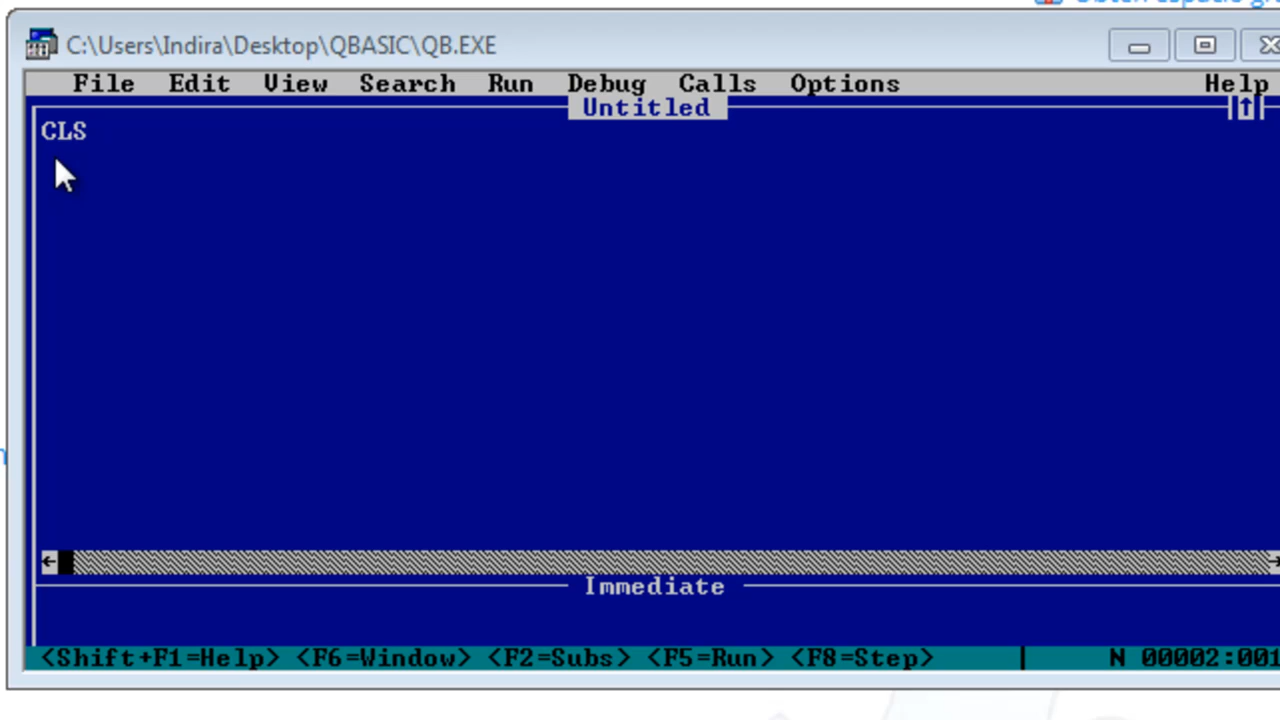 C:\Users\Indira\Desktop\QBASIC\QB.EXE
File Edit View Search Run Debug Calls Options Help
Untitled
CLS
Immediate
<Shift+F1=Help> <F6=Window> <F2=Subs> <F5=Run> <F8=Step> N 00002:001